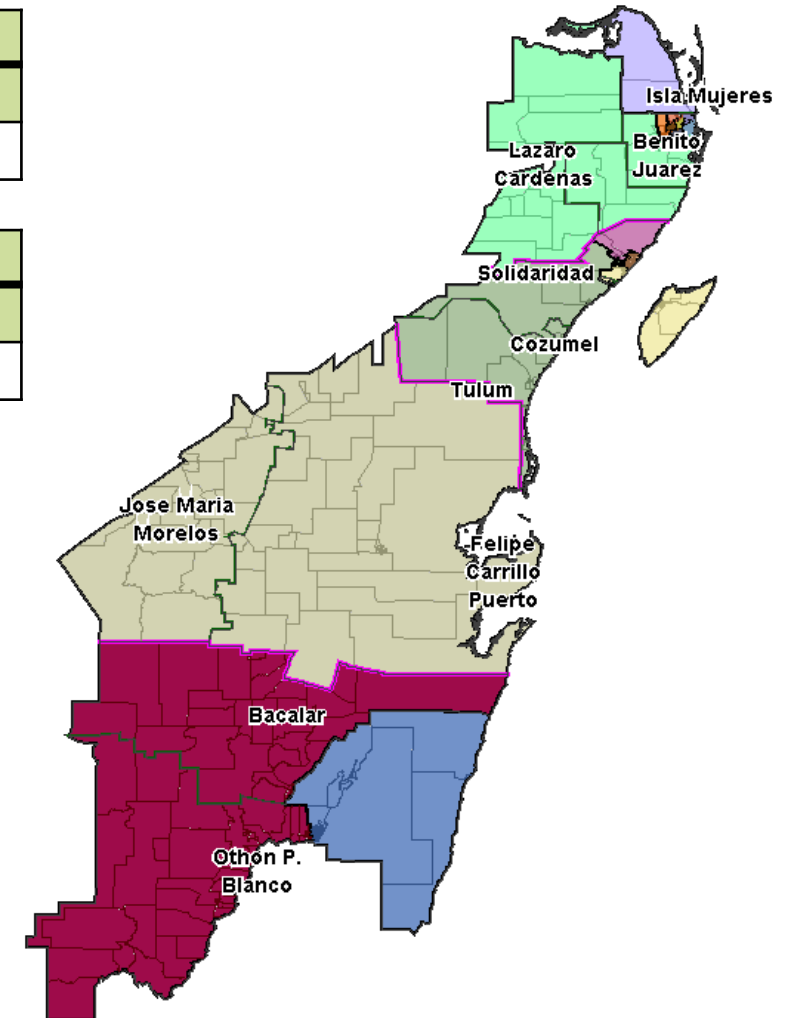 Isla Mujeres
Benito
Juarez
Lazaro
Cardenas
Solidaridad
Cozumel
Tulum
Jose Maria
Morelos
Felipe
Carrillo
Puerto
Bacalar
Othon P.
Blanco